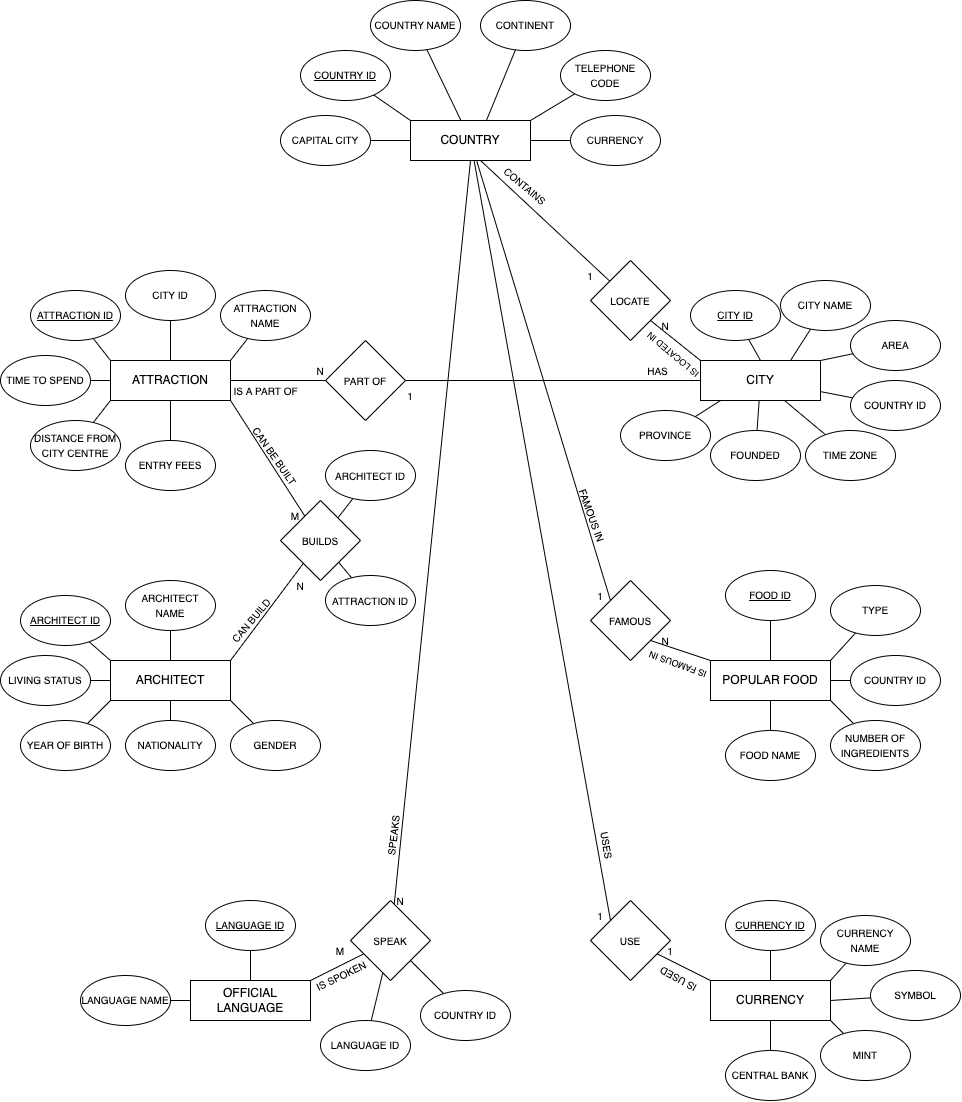 COUNTRY NAME
CONTINENT
COUNTRY ID
TELEPHONE
CODE
CAPITAL CITY
COUNTRY
CURRENCY
CONTAINS
1
LOCATE
N
IS LOCATED IN
CITY ID
CITY NAME
AREA
CITY
COUNTRY ID
PROVINCE
FOUNDED
TIME ZONE
CITY ID
ATTRACTION ID
ATTRACTION
NAME
TIME TO SPEND
ATTRACTION
DISTANCE FROM
CITY CENTRE
ENTRY FEES
IS A PART OF
N
PART OF
1
HAS
CAN BE BUILT
M
BUILDS
N
CAN BUILD
ARCHITECT ID
ATTRACTION ID
ARCHITECT ID
ARCHITECT
NAME
LIVING STATUS
ARCHITECT
YEAR OF BIRTH
NATIONALITY
GENDER
FAMOUS IN
1
FAMOUS
N
IS FAMOUS IN
FOOD ID
TYPE
POPULAR FOOD
COUNTRY ID
FOOD NAME
NUMBER OF
INGREDIENTS
SPEAKS
N
SPEAK
M
IS SPOKEN
LANGUAGE ID
LANGUAGE NAME
OFFICIAL
LANGUAGE
LANGUAGE ID
COUNTRY ID
USES
1
USE
1
IS USED
CURRENCY ID
CURRENCY
NAME
CURRENCY
SYMBOL
MINT
CENTRAL BANK